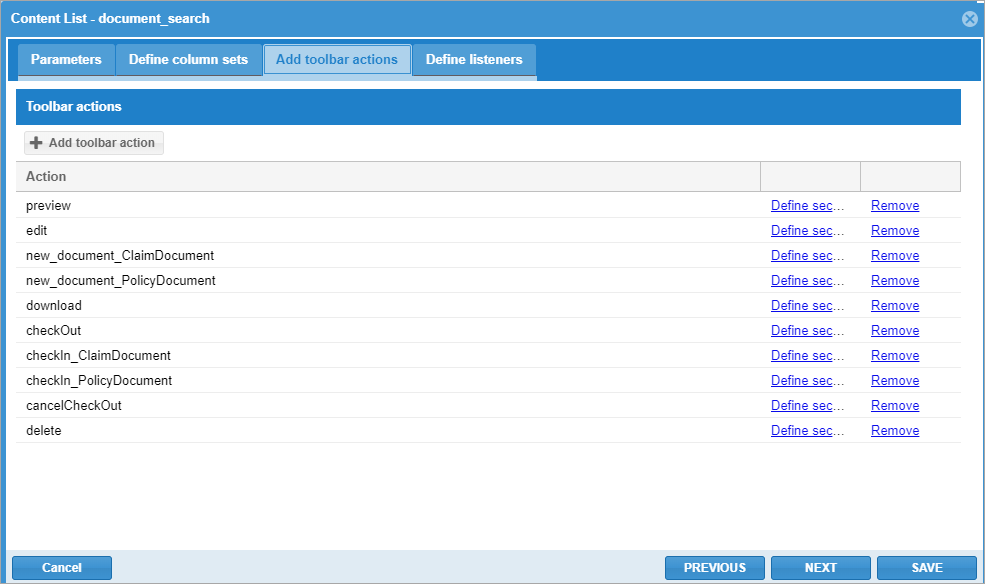 Content List - document_search
Parameters Define column sets Add toolbar actions Define listeners
Toolbar actions
Add toolbar action
Action
preview Define sec... Remove
edit Define sec... Remove
new_document_ClaimDocument Define sec... Remove
new_document_PolicyDocument Define sec... Remove
download Define sec... Remove
checkOut Define sec... Remove
checkIn_ClaimDocument Define sec... Remove
checkIn_PolicyDocument Define sec... Remove
cancelCheckOut Define sec... Remove
delete Define sec... Remove
Cancel PREVIOUS NEXT SAVE